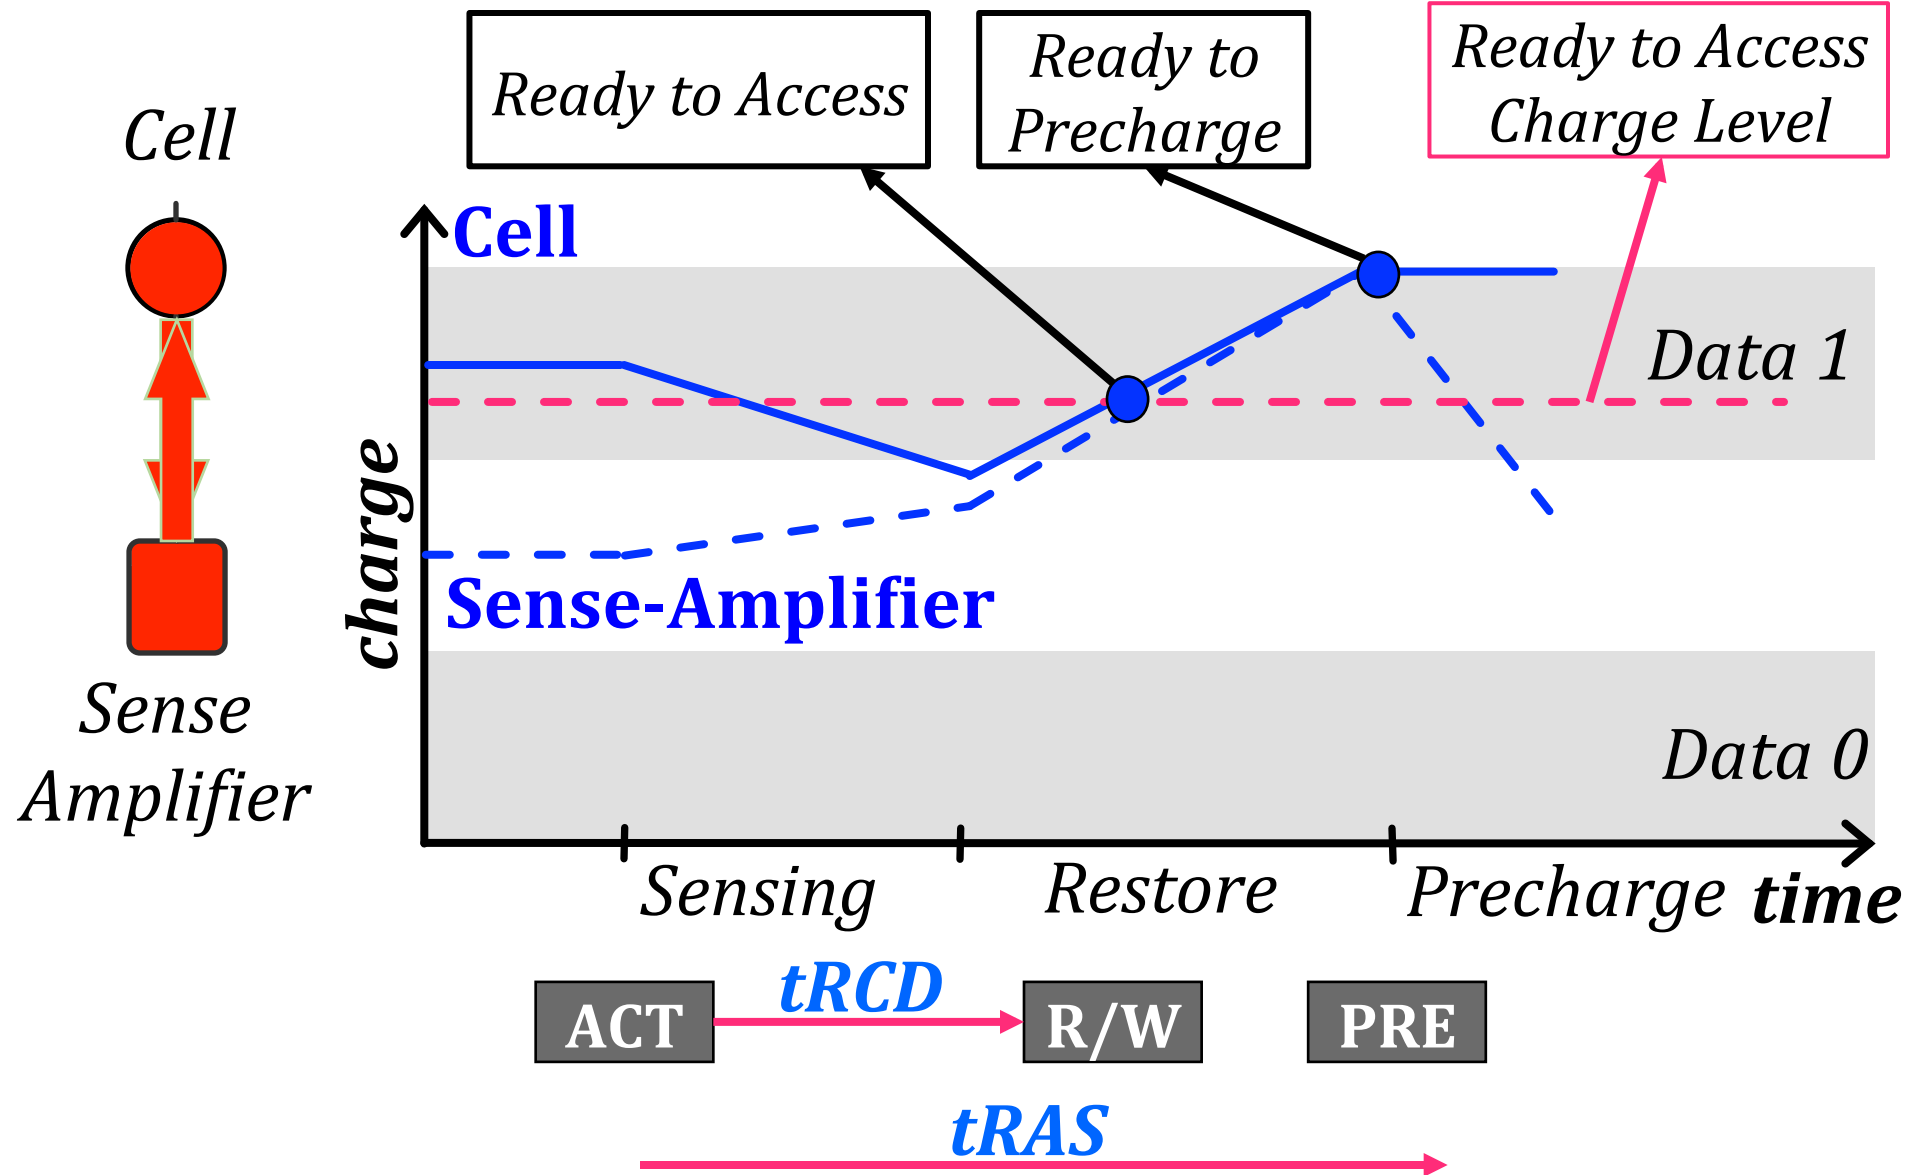 Ready to Access
Ready to
Precharge
Ready to Access
Charge Level
Cell
Cell
Data 1
charge
Sense-Amplifier
Sense
Amplifier
Data 0
Sensing
Restore
Precharge
time
tRCD
ACT
R/W
PRE
tRAS